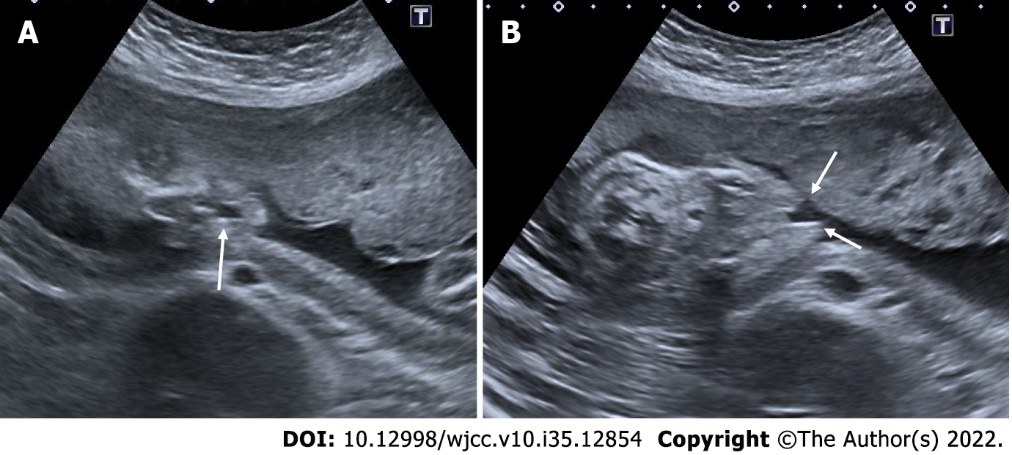 A
T
B
T
DOI: 10.12998/wjcc.v10.i35.12854 Copyright ©The Author(s) 2022.